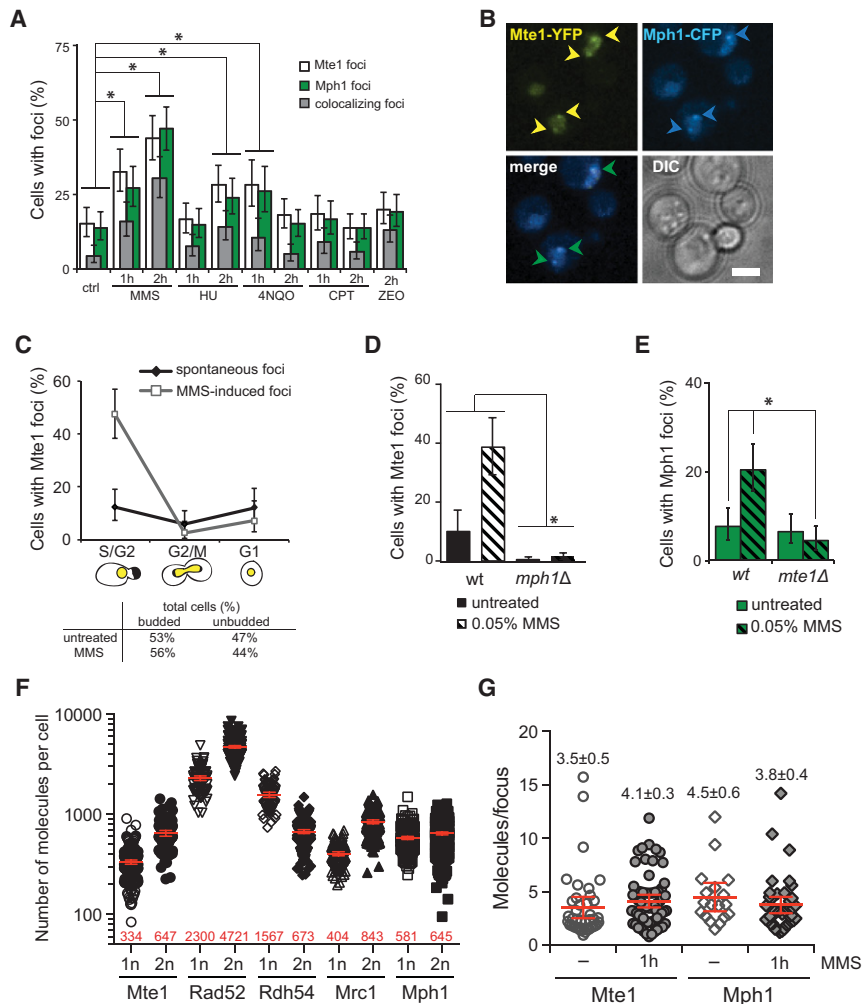 A
* * * *
Cells with foci (%)
75
50
25
0
Mte1 foci
Mph1 foci
colocalizing foci
1h 2h 1h 2h 1h 2h 1h 2h 2h
ctrl MMS HU 4NQO CPT ZEO
B
Mte1-YFP Mph1-CFP
merge DIC
C
Cells with Mte1 foci (%)
60
40
20
0
spontaneous foci
MMS-induced foci
S/G2 G2/M G1
total cells (%)
budded unbudded
untreated 53% 47%
MMS 56% 44%
D
Cells with Mte1 foci (%)
60
40
20
0
*
wt mph1Δ
untreated
0.05% MMS
E
Cells with Mph1 foci (%)
40
20
0
*
wt mte1Δ
untreated
0.05% MMS
F
Number of molecules per cell
10000
1000
100
334 647 2300 4721 1567 673 404 843 581 645
1n 2n 1n 2n 1n 2n 1n 2n 1n 2n
Mte1 Rad52 Rdh54 Mrc1 Mph1
G
Molecules/focus
20
15
10
5
0
3.5±0.5 4.1±0.3 4.5±0.6 3.8±0.4
– 1h – 1h MMS
Mte1 Mph1